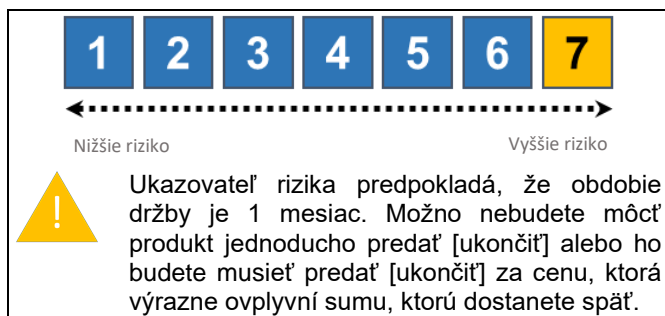 1 2 3 4 5 6 7
Nižšie riziko Vyššie riziko
!
Ukazovateľ rizika predpokladá, že obdobie
držby je 1 mesiac. Možno nebudete môcť
produkt jednoducho predať [ukončiť] alebo ho
budete musieť predať [ukončiť] za cenu, ktorá
výrazne ovplyvní sumu, ktorú dostanete späť.